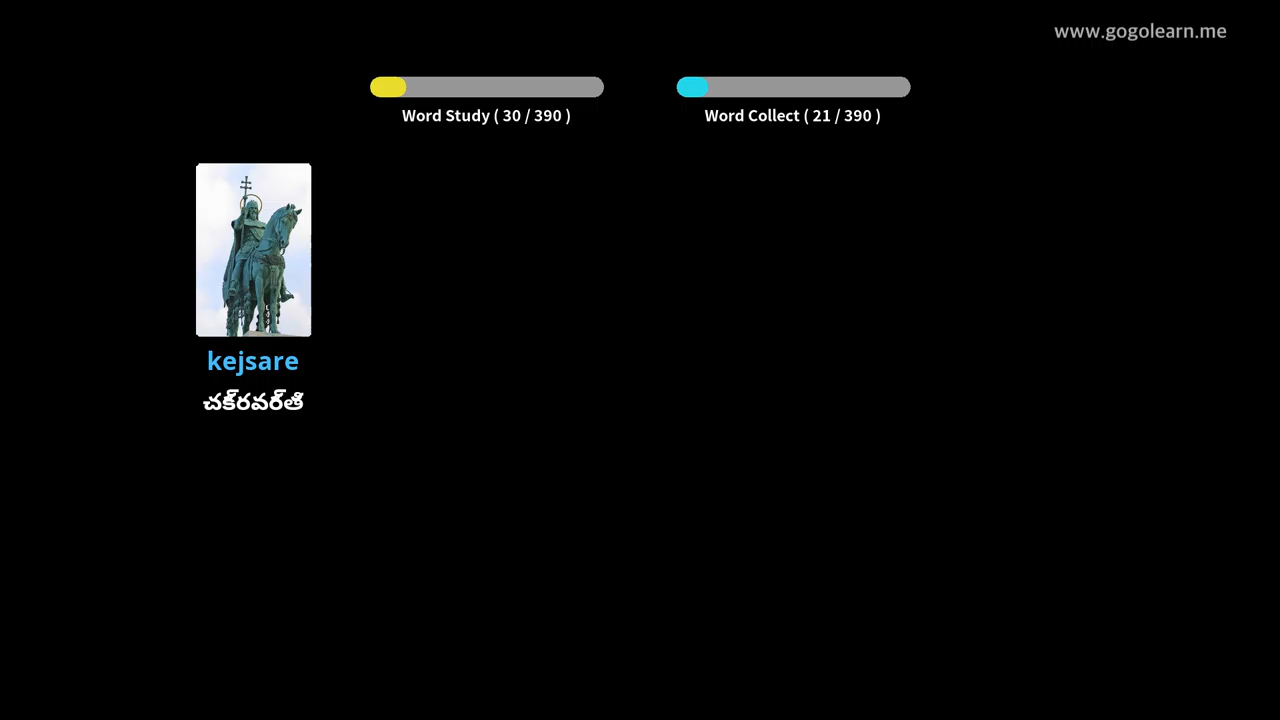 www.gogolearn.me
Word Study ( 30 / 390 )
Word Collect ( 21 / 390 )
kejsare
చక్రవర్తి